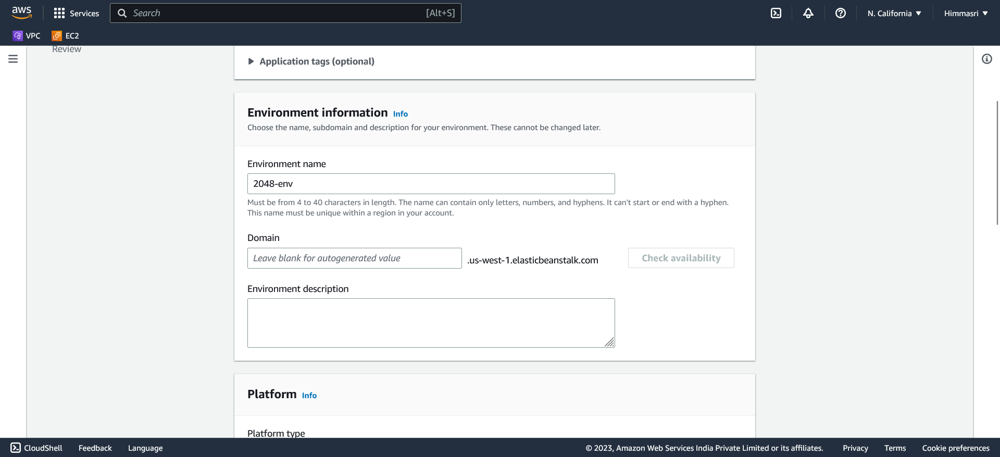 aws
Services
Search
[Alt+S]
N. California
Himmasri
VPC
EC2
Review
Application tags (optional)
Environment information Info
Choose the name, subdomain and description for your environment. These cannot be changed later.
Environment name
2048-env
Must be from 4 to 40 characters in length. The name can contain only letters, numbers, and hyphens. It can't start or end with a hyphen.
This name must be unique within a region in your account.
Domain
Leave blank for autogenerated value
.us-west-1.elasticbeanstalk.com
Check availability
Environment description
Platform Info
Platform type
CloudShell
Feedback
Language
© 2023, Amazon Web Services India Private Limited or its affiliates.
Privacy
Terms
Cookie preferences